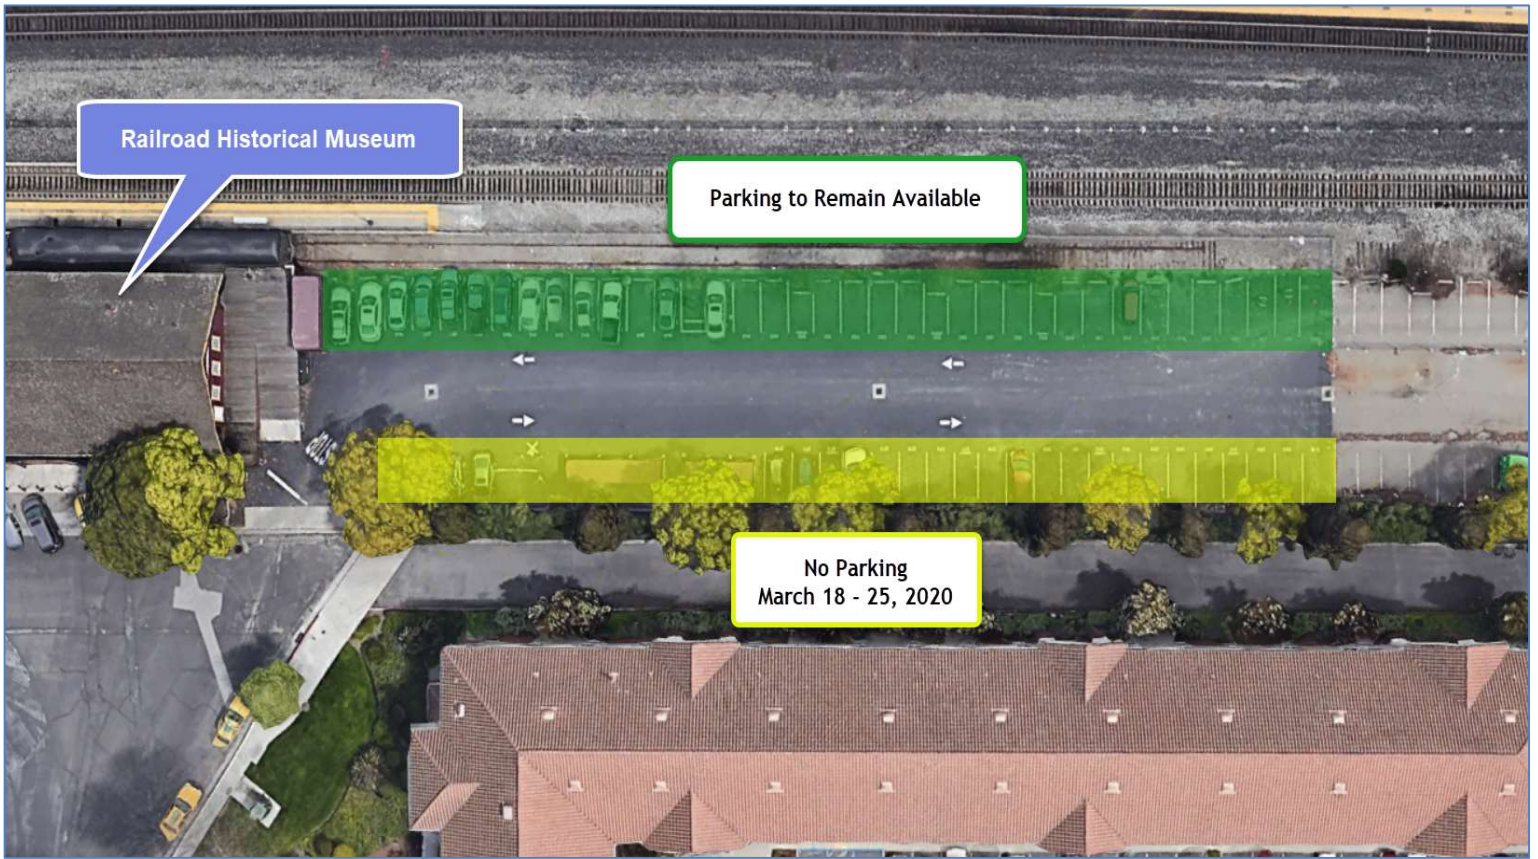 Railroad Historical Museum
Parking to Remain Available
No Parking
March 18 - 25, 2020